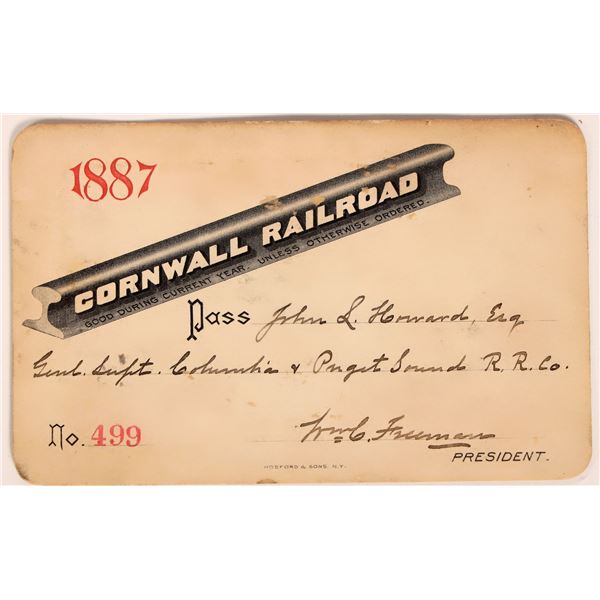 1887
CORNWALL RAILROAD
GOOD DURING CURRENT YEAR. UNLESS OTHERWISE ORDERED.
Pass John L. Howard, Esq
Genl. Supt. Columbia & Puget Sound R. R. Co.
No. 499
Wm C. Freeman
PRESIDENT.
HOSFORD & SONS, N.Y.